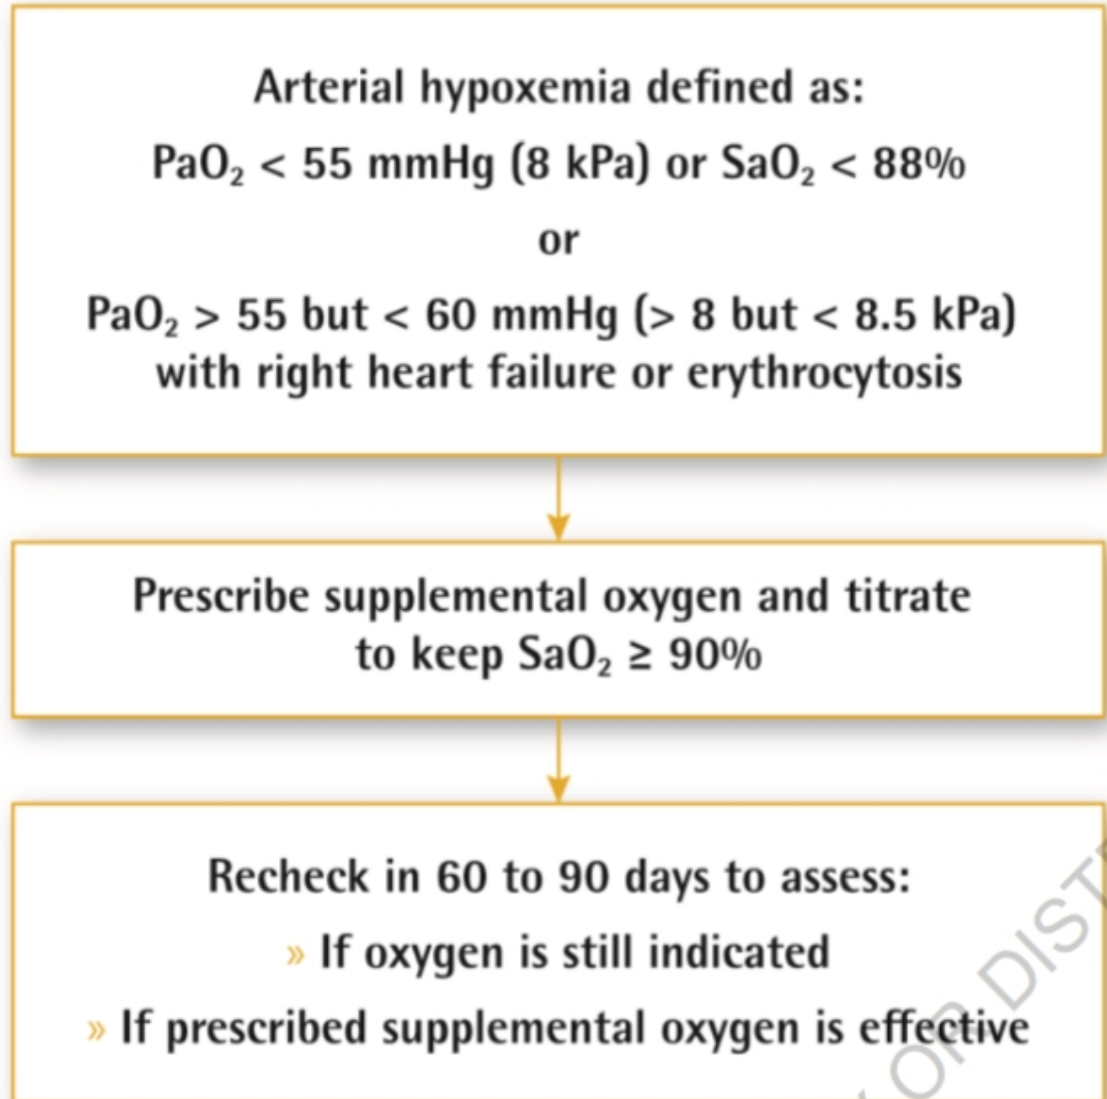 Arterial hypoxemia defined as:
PaO₂ < 55 mmHg (8 kPa) or SaO₂ < 88%
or
PaO₂ > 55 but < 60 mmHg (> 8 but < 8.5 kPa)
with right heart failure or erythrocytosis
Prescribe supplemental oxygen and titrate
to keep SaO₂ ≥ 90%
Recheck in 60 to 90 days to assess:
» If oxygen is still indicated
» If prescribed supplemental oxygen is effective
OR